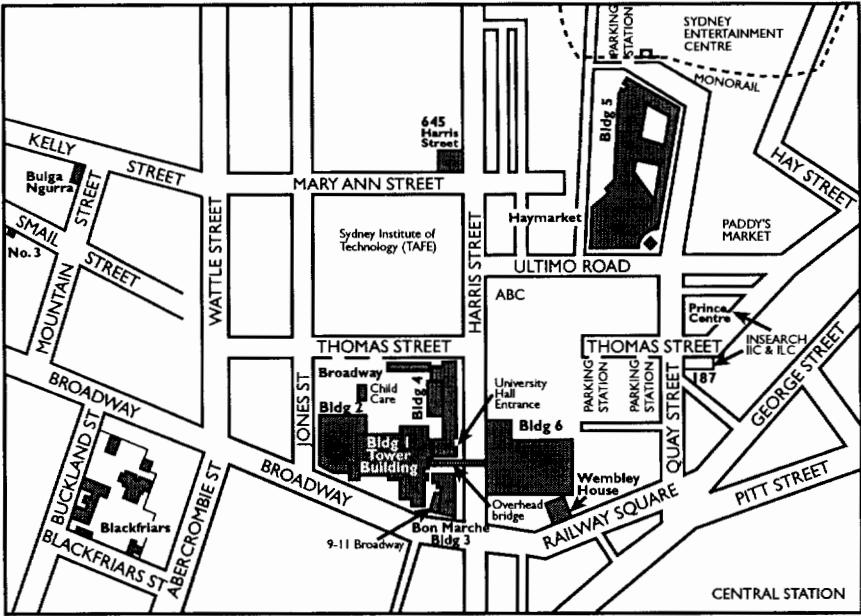 PARKING
STATION
SYDNEY
ENTERTAINMENT
CENTRE
MONORAIL
645
Harris
Street
Bldg 5
KELLY
STREET
Bulga
Ngurra
STREET
MARY ANN STREET
HAY STREET
SMAIL
STREET
No. 3
WATTLE STREET
Sydney Institute of
Technology (TAFE)
HARRIS STREET
Haymarket
PADDY'S
MARKET
ULTIMO ROAD
ABC
MOUNTAIN
Prince
Centre
THOMAS STREET
THOMAS STREET
INSEARCH
IIC & ILC
187
GEORGE STREET
BROADWAY
JONES ST
Broadway
Child
Care
Bldg 4
University
Hall
Entrance
PARKING
STATION
PARKING
STATION
QUAY STREET
Bldg 2
Bldg 1
Tower
Building
Bldg 6
BUCKLAND ST
BROADWAY
Wembley
House
PITT STREET
Overhead
bridge
RAILWAY SQUARE
Blackfriars
ABERCROMBIE ST
Bon Marche
Bldg 3
9-11 Broadway
BLACKFRIARS ST
CENTRAL STATION